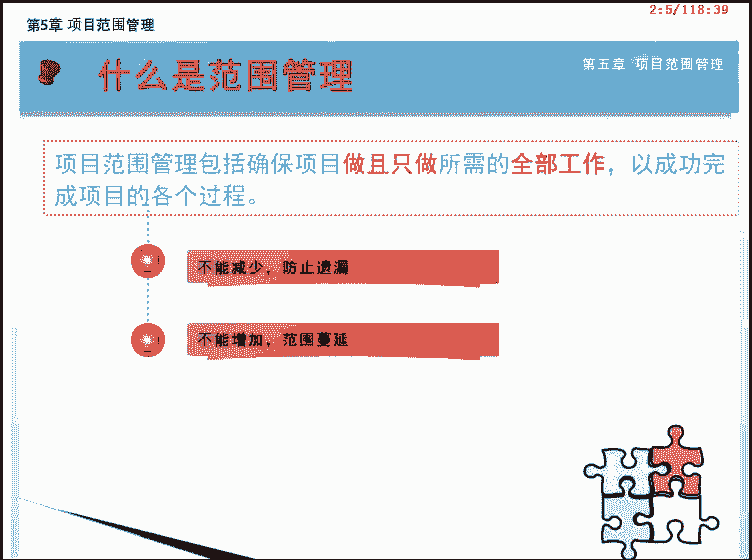 2:5/118:39
第5章 项目范围管理
什么是范围管理
第五章 项目范围管理
项目范围管理包括确保项目做且只做所需的全部工作，以成功完
成项目的各个过程。
不能减少，防止遗漏
不能增加，范围蔓延